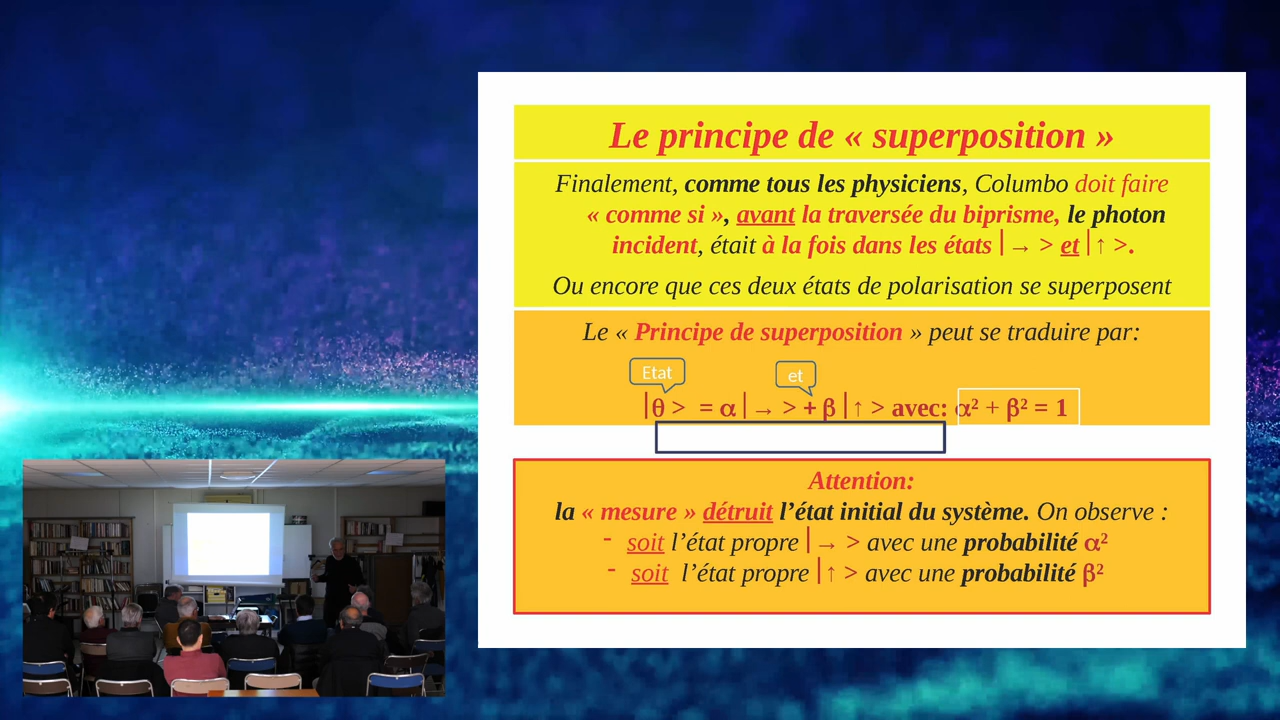 Le principe de « superposition »
Finalement, comme tous les physiciens, Columbo doit faire
« comme si », avant la traversée du biprisme, le photon
incident, était à la fois dans les états |→ > et |↑ >.
Ou encore que ces deux états de polarisation se superposent
Le « Principe de superposition » peut se traduire par:
Etat
et
|θ > = α |→ > + β |↑ > avec: α² + β² = 1
Attention:
la « mesure » détruit l’état initial du système. On observe :
- soit l’état propre |→ > avec une probabilité α²
- soit l’état propre |↑ > avec une probabilité β²